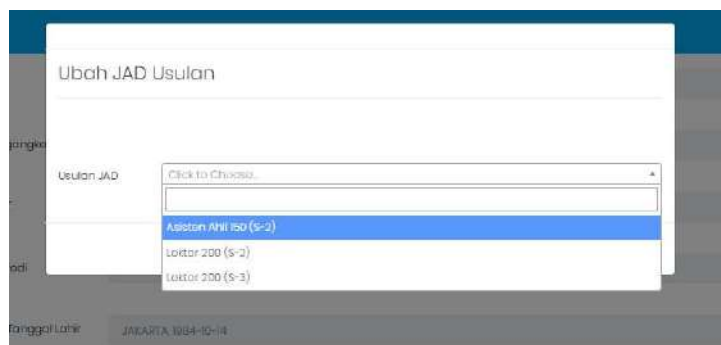 Ubah JAD Usulan
Usulan JAD
Click to Choose..
Asisten Ahli 150 (S-2)
Lektor 200 (S-2)
Lektor 200 (S-3)
Tanggal Lahir
JAKARTA, 1984-10-14